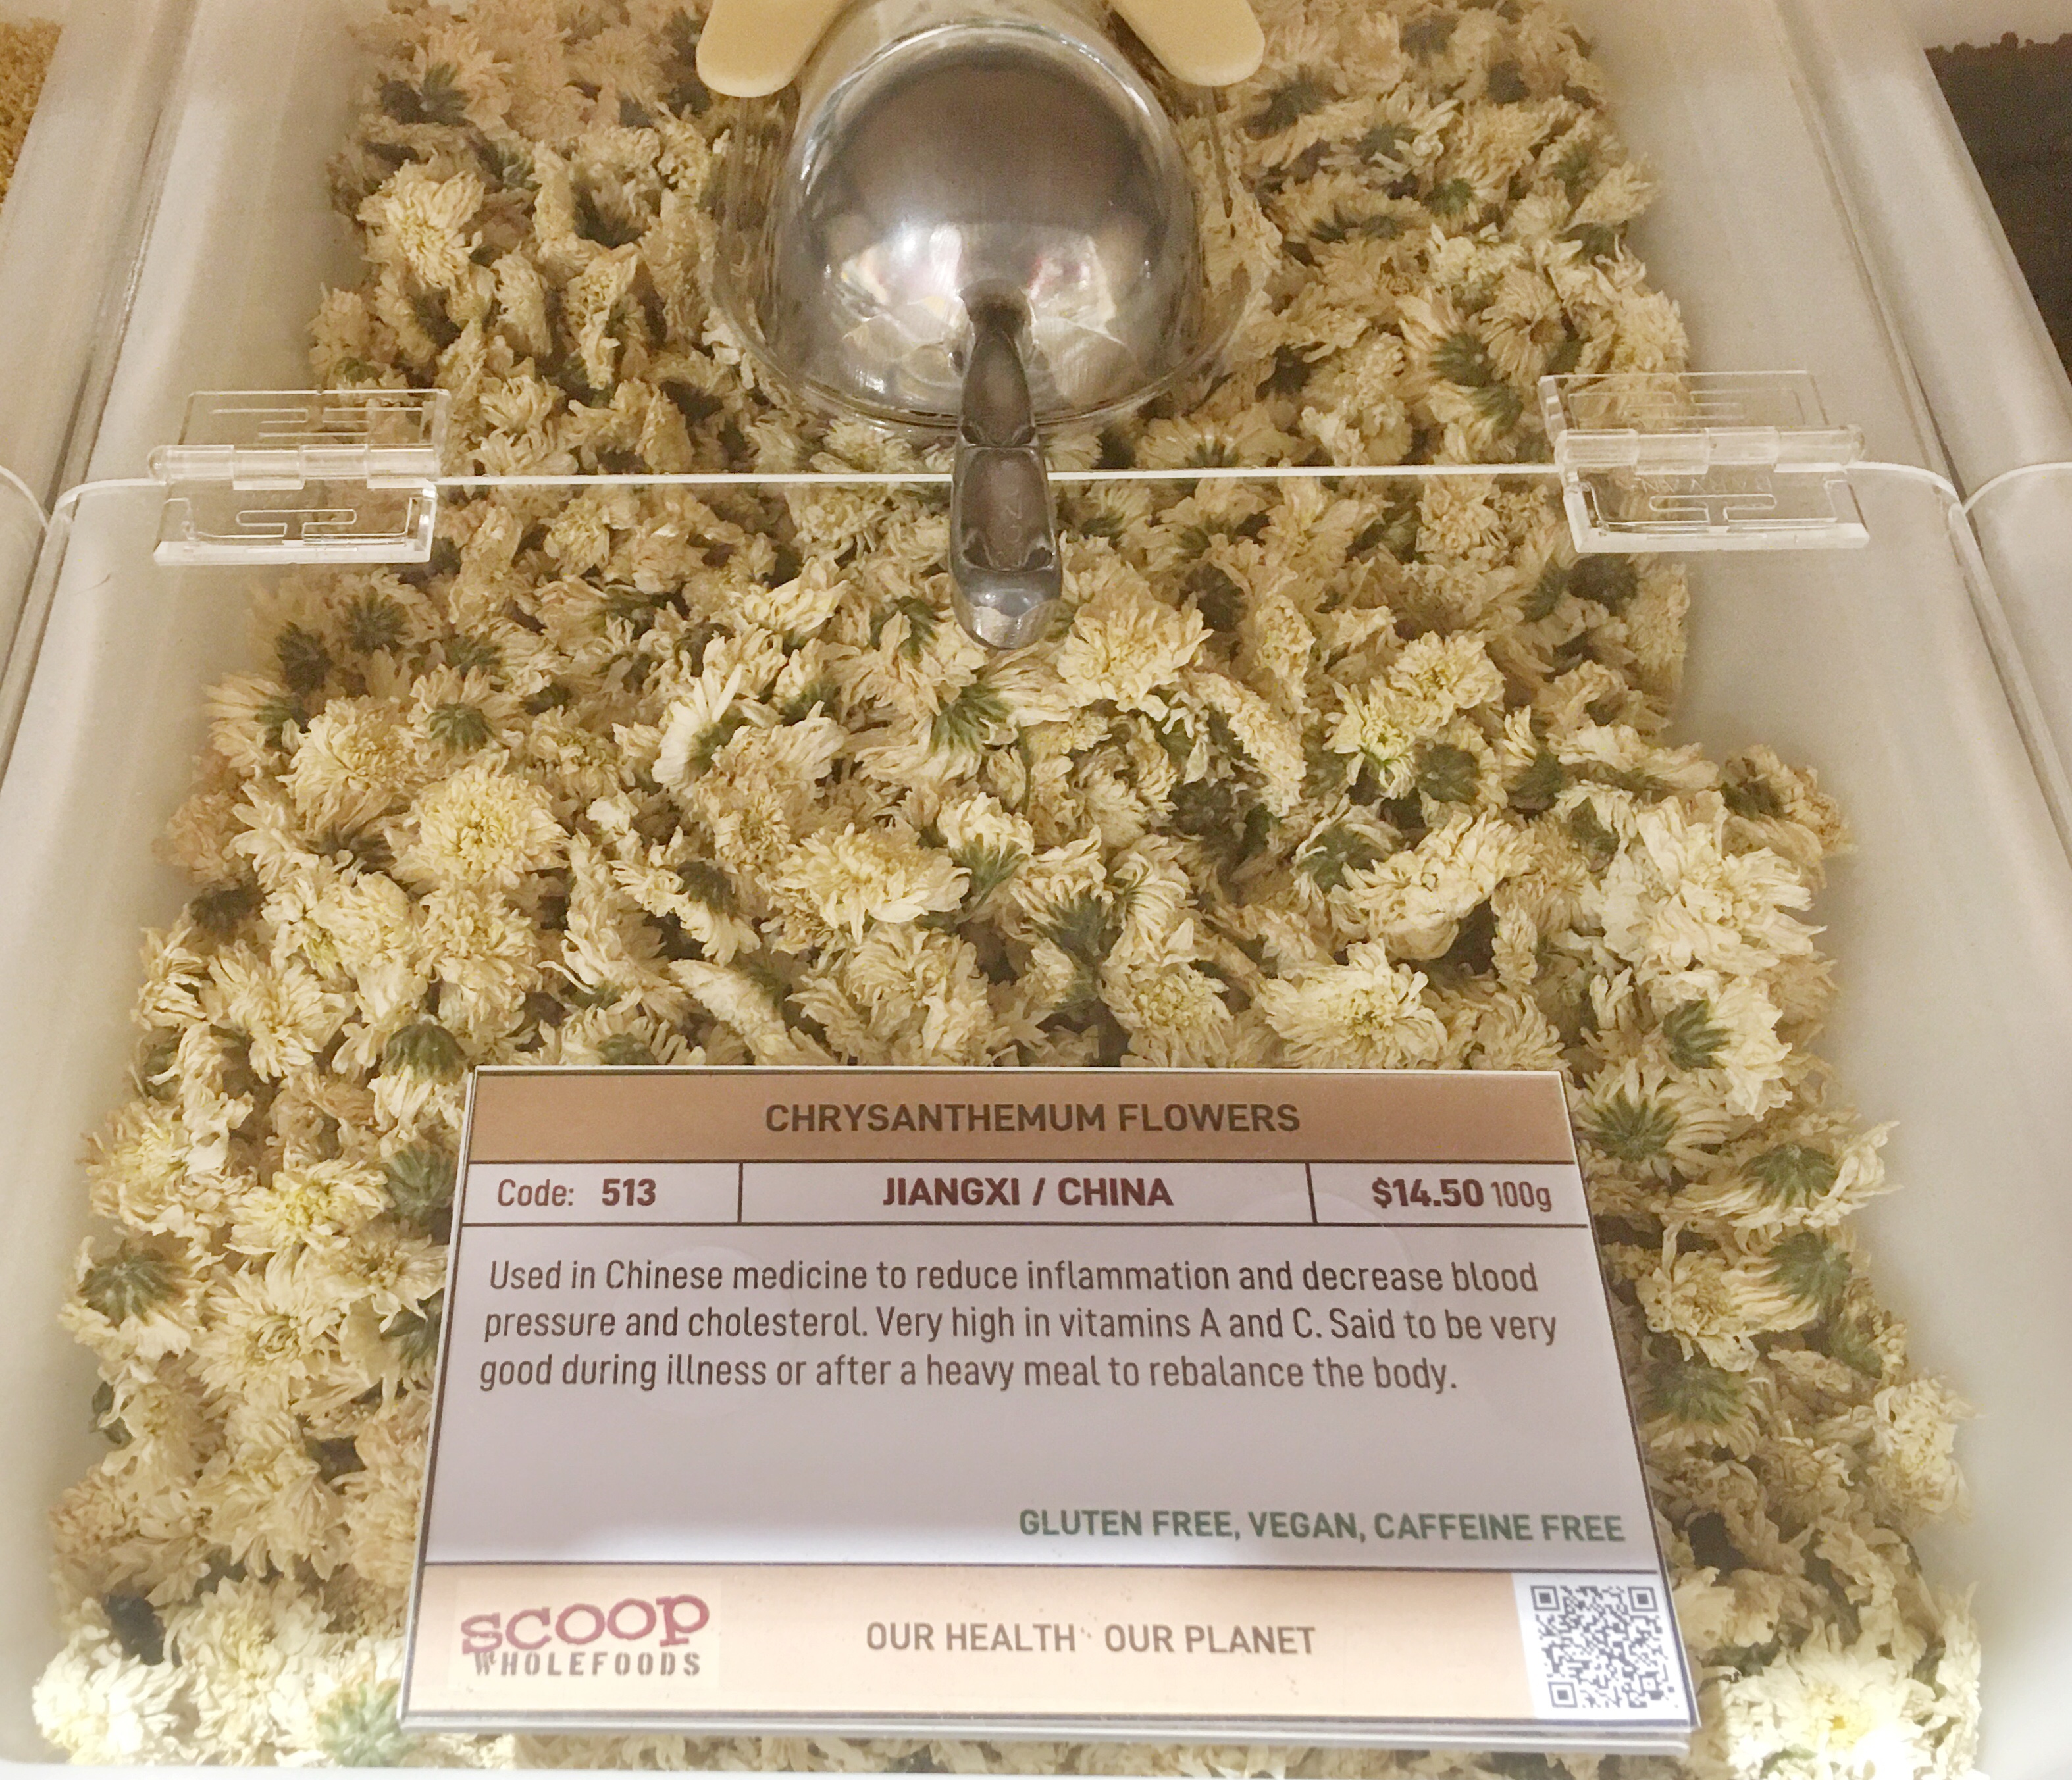 CHRYSANTHEMUM FLOWERS
Code: 513
JIANGXI / CHINA
$14.50 100g
Used in Chinese medicine to reduce inflammation and decrease blood
pressure and cholesterol. Very high in vitamins A and C. Said to be very
good during illness or after a heavy meal to rebalance the body.
GLUTEN FREE, VEGAN, CAFFEINE FREE
SCOOP
WHOLEFOODS
OUR HEALTH · OUR PLANET